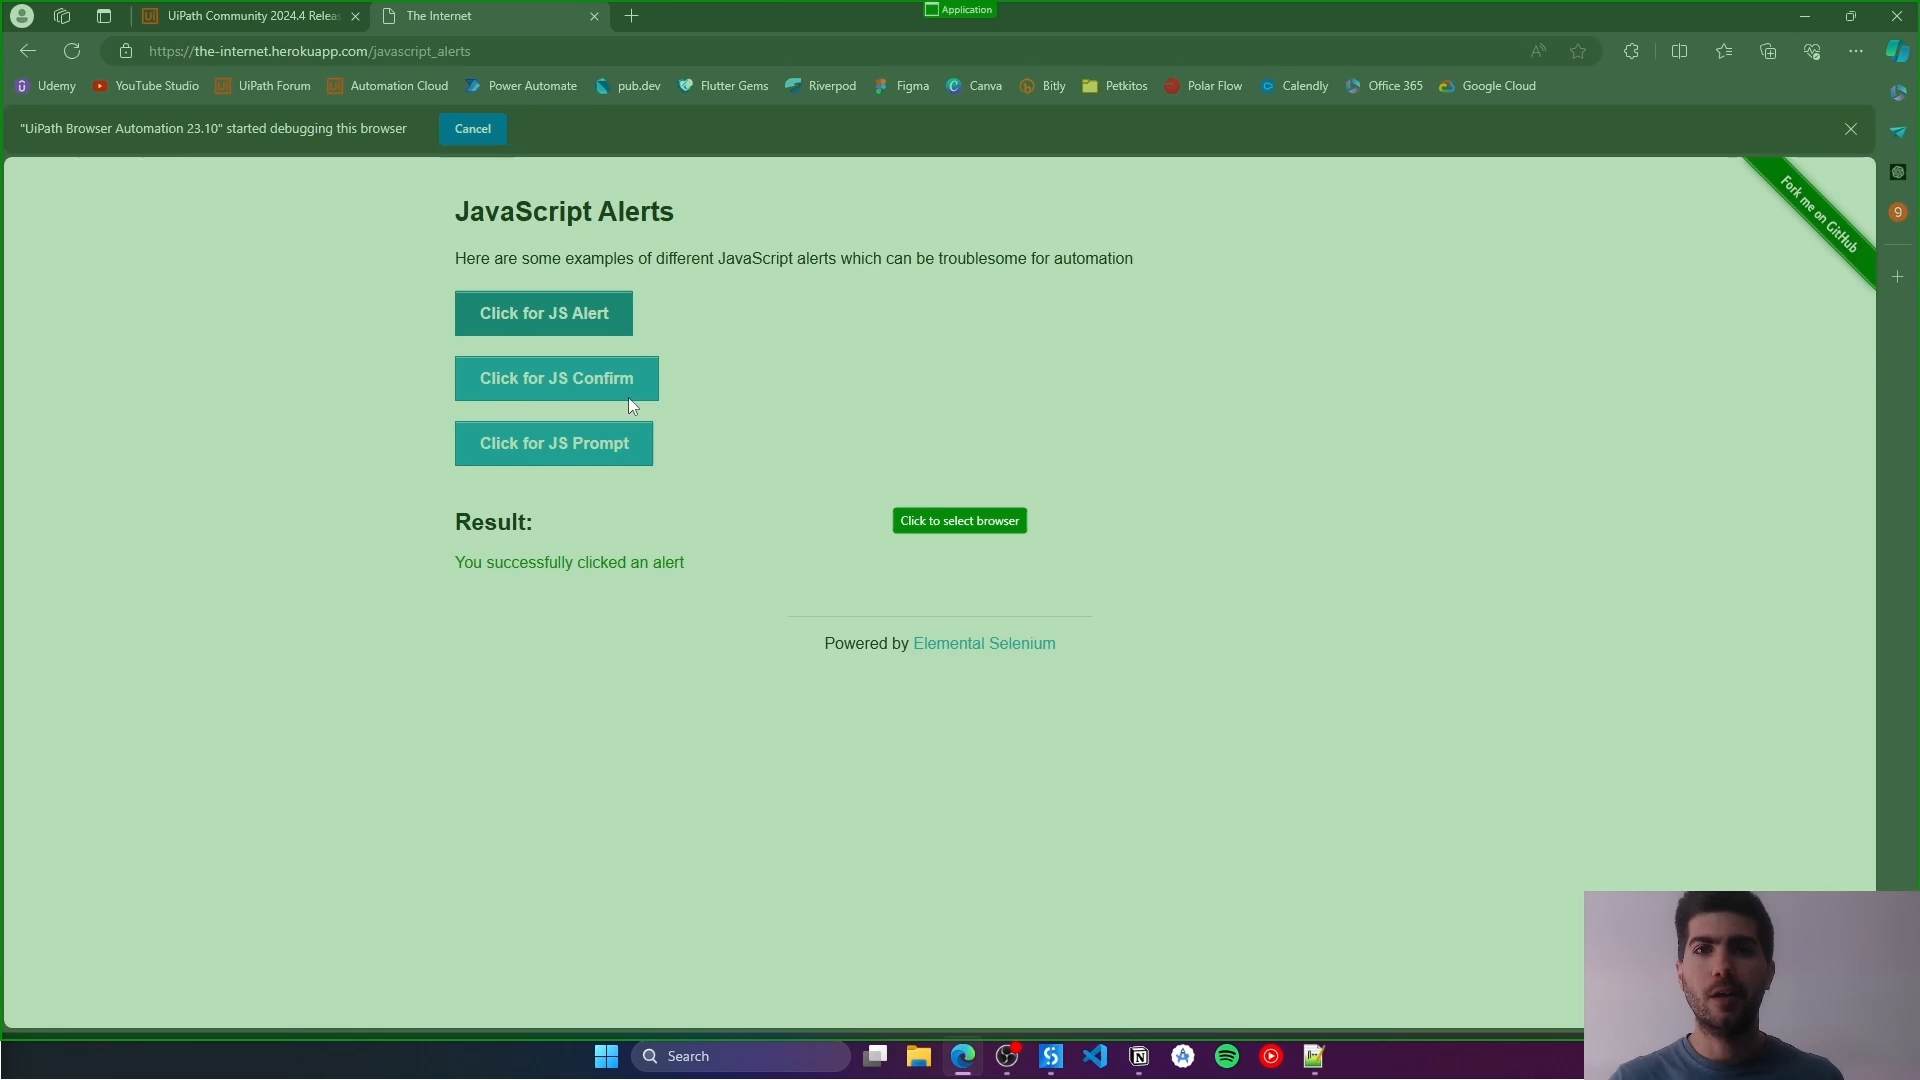 UiPath Community 2024.4 Releas
The Internet
Application
https://the-internet.herokuapp.com/javascript_alerts
Udemy
YouTube Studio
UiPath Forum
Automation Cloud
Power Automate
pub.dev
Flutter Gems
Riverpod
Figma
Canva
Bitly
Petkitos
Polar Flow
Calendly
Office 365
Google Cloud
"UiPath Browser Automation 23.10" started debugging this browser
Cancel
Fork me on GitHub
9
JavaScript Alerts
Here are some examples of different JavaScript alerts which can be troublesome for automation
Click for JS Alert
Click for JS Confirm
Click for JS Prompt
Result:
Click to select browser
You successfully clicked an alert
Powered by Elemental Selenium
Search